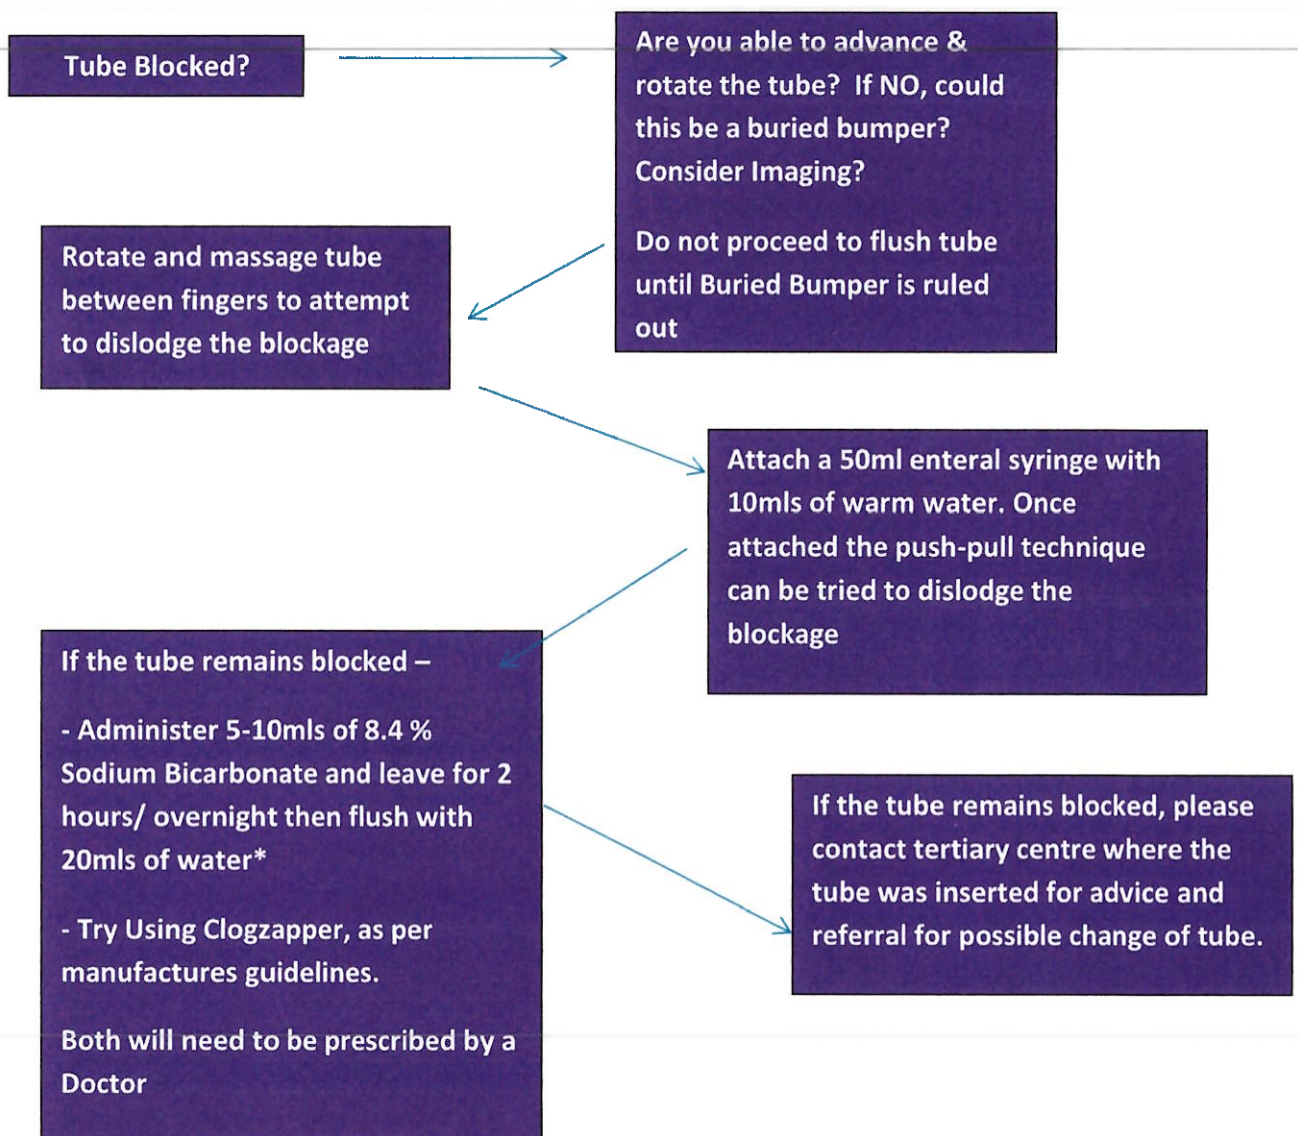 Tube Blocked?
Are you able to advance &
rotate the tube? If NO, could
this be a buried bumper?
Consider Imaging?
Do not proceed to flush tube
until Buried Bumper is ruled
out
Rotate and massage tube
between fingers to attempt
to dislodge the blockage
Attach a 50ml enteral syringe with
10mls of warm water. Once
attached the push-pull technique
can be tried to dislodge the
blockage
If the tube remains blocked –
- Administer 5-10mls of 8.4 %
Sodium Bicarbonate and leave for 2
hours/ overnight then flush with
20mls of water*
- Try Using Clogzapper, as per
manufactures guidelines.
Both will need to be prescribed by a
Doctor
If the tube remains blocked, please
contact tertiary centre where the
tube was inserted for advice and
referral for possible change of tube.